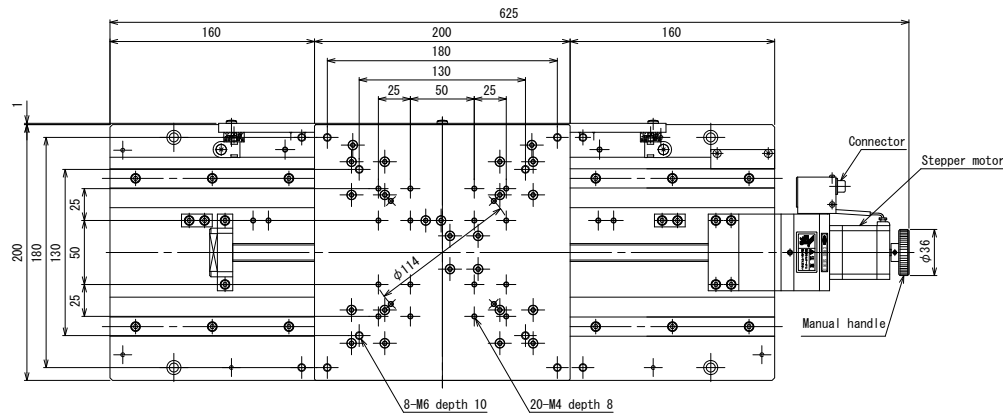 625
160 200 160
180
130
25 50 25
1
Connector
Stepper motor
25
200 180 130 50 φ114 φ36
25
Manual handle
8-M6 depth 10 20-M4 depth 8